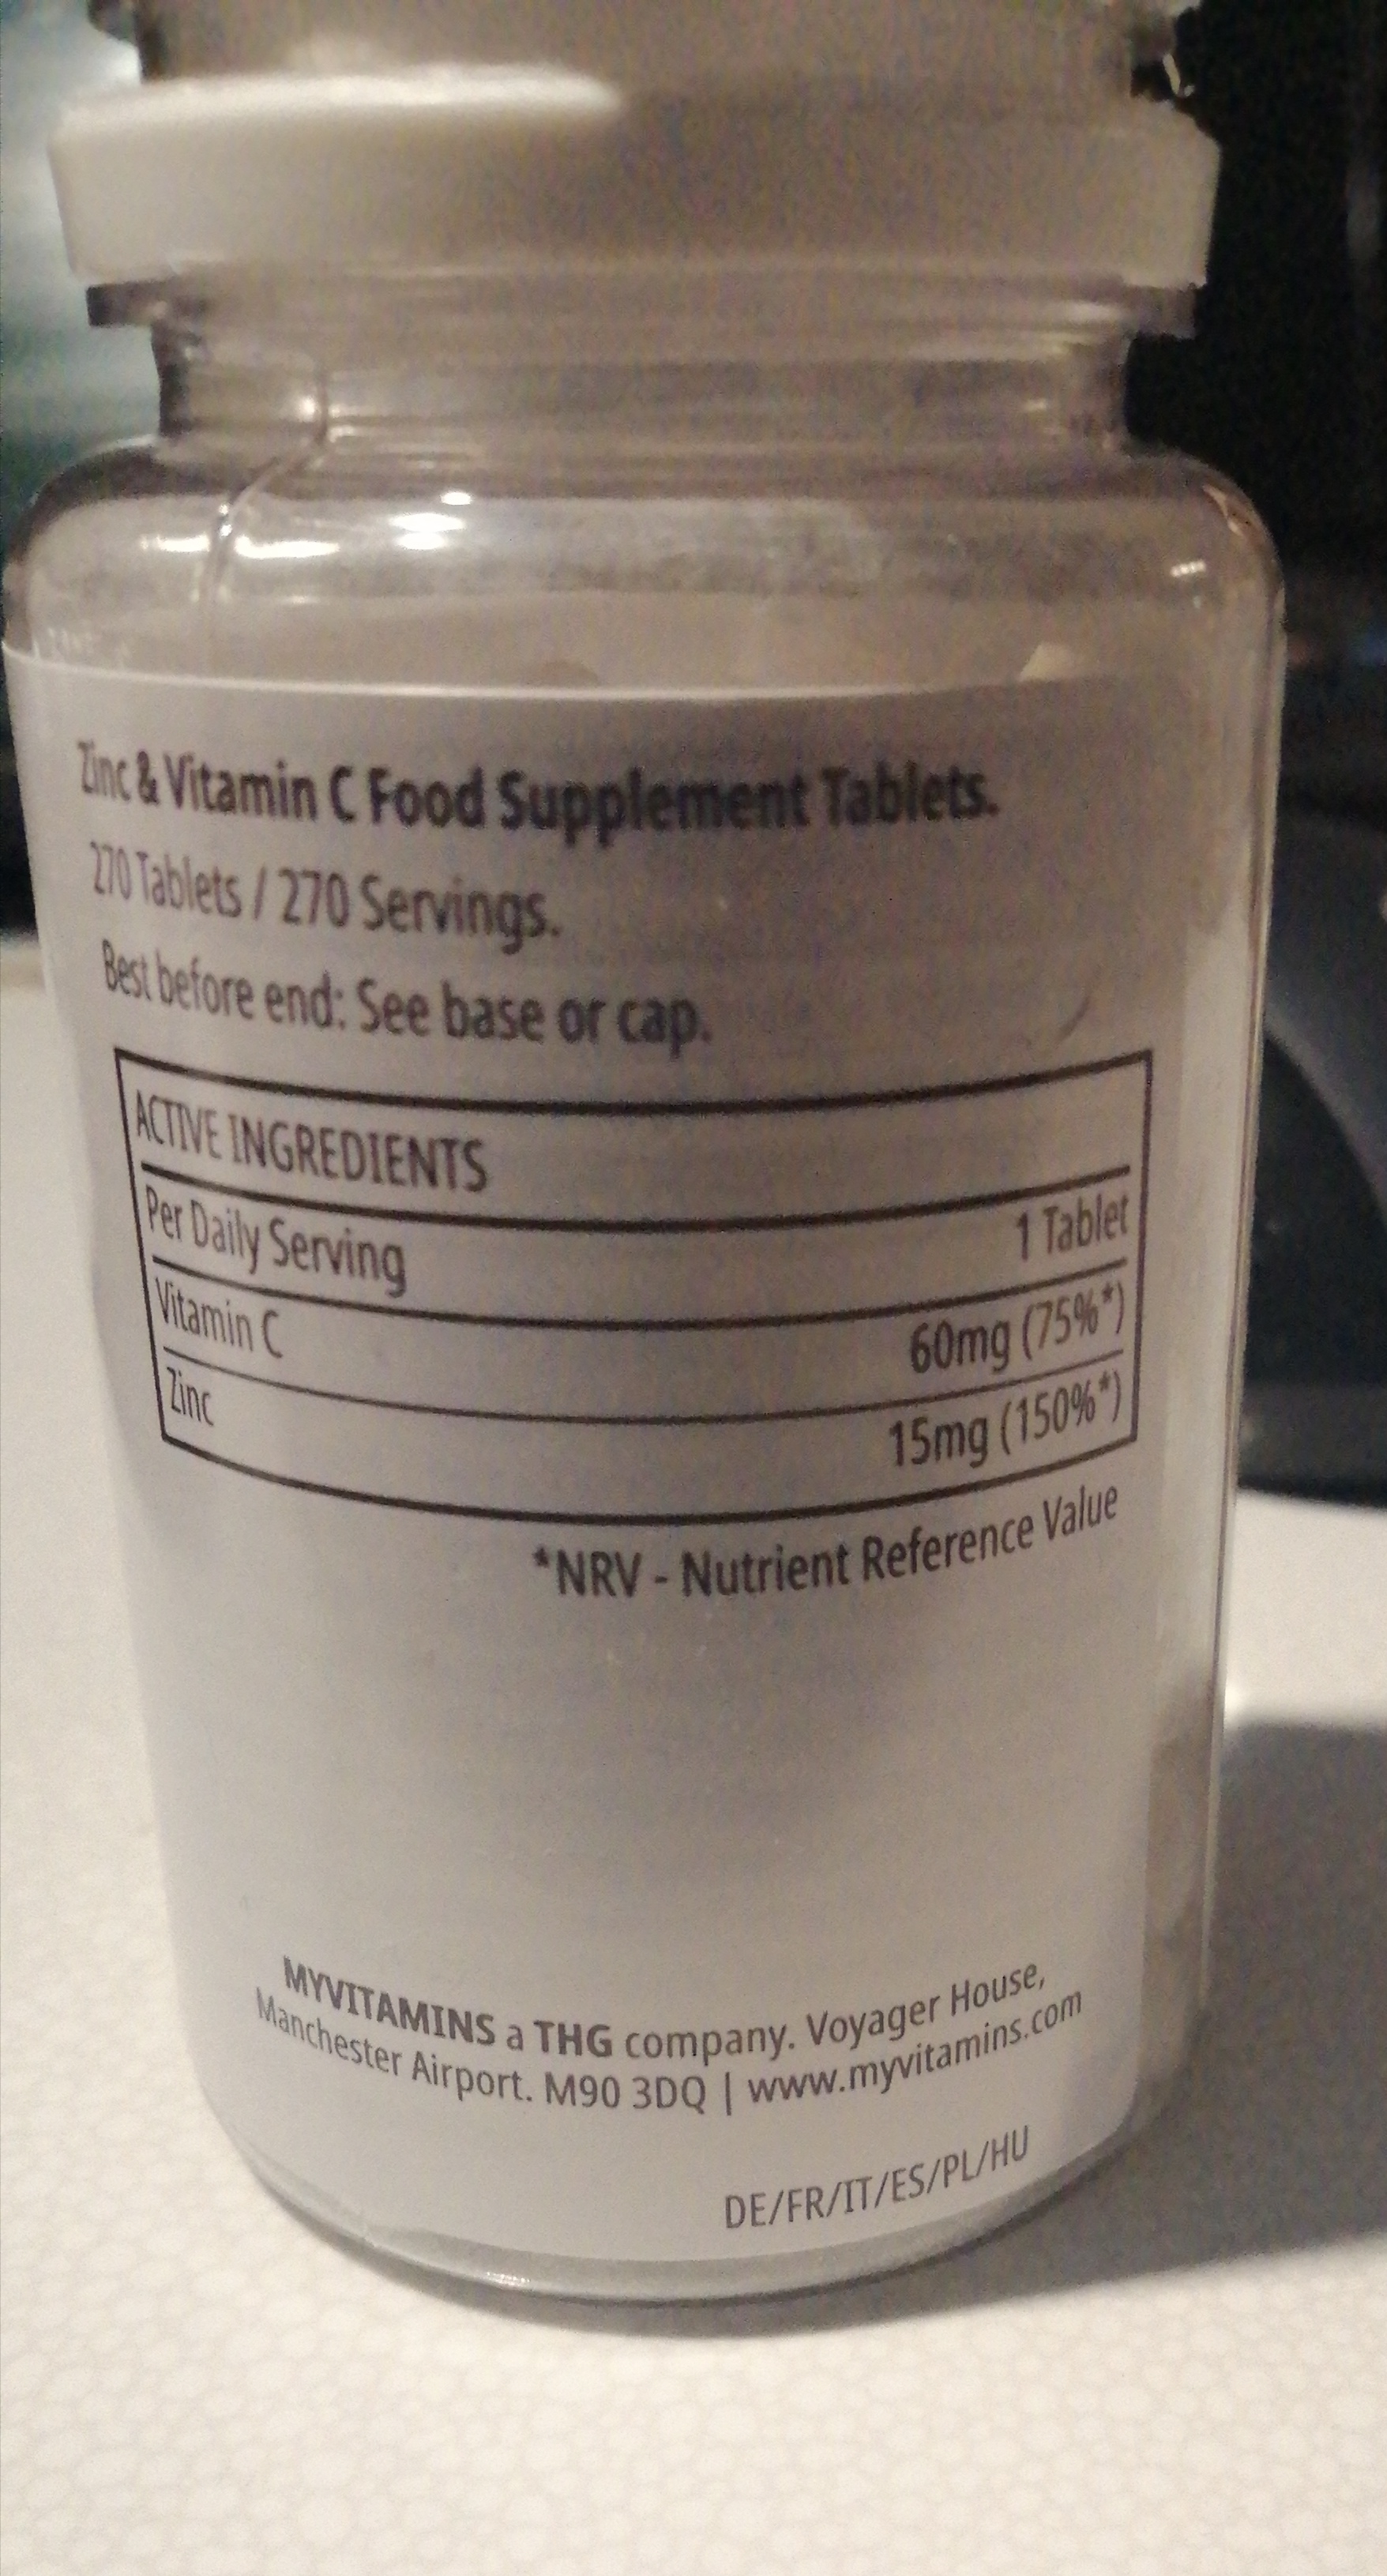 Zinc & Vitamin C Food Supplement Tablets.
270 Tablets / 270 Servings.
Best before end: See base or cap.
ACTIVE INGREDIENTS
Per Daily Serving 1 Tablet
Vitamin C 60mg (75%*)
Zinc 15mg (150%*)
*NRV - Nutrient Reference Value
MYVITAMINS a THG company. Voyager House,
Manchester Airport. M90 3DQ | www.myvitamins.com
DE/FR/IT/ES/PL/HU